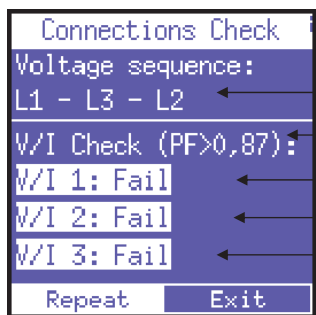 Connections Check
Voltage sequence:
L1 - L3 - L2
V/I Check (PF>0,87):
V/I 1: Fail
V/I 2: Fail
V/I 3: Fail
Repeat Exit